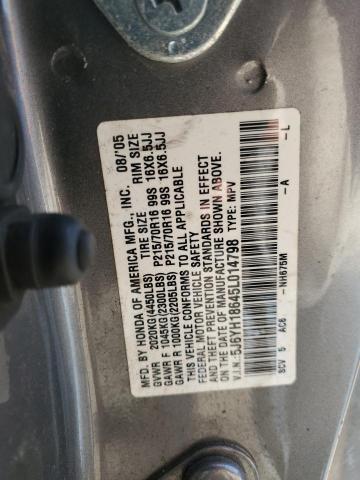 MFD. BY HONDA OF AMERICA MFG., INC. 08/'05
TIRE SIZE RIM SIZE
GVWR 2020KG(4450LBS) P215/70R16 99S 16X6.5JJ
GAWR F 1045KG(2300LBS) P215/70R16 99S 16X6.5JJ
GAWR R 1000KG(2205LBS)
THIS VEHICLE CONFORMS TO ALL APPLICABLE
FEDERAL MOTOR VEHICLE SAFETY
AND THEFT PREVENTION STANDARDS IN EFFECT
ON THE DATE OF MANUFACTURE SHOWN ABOVE.
V.I.N.:5J6YH18645L014798 TYPE: MPV
SCV 5 AC6 -NH675M -A -L